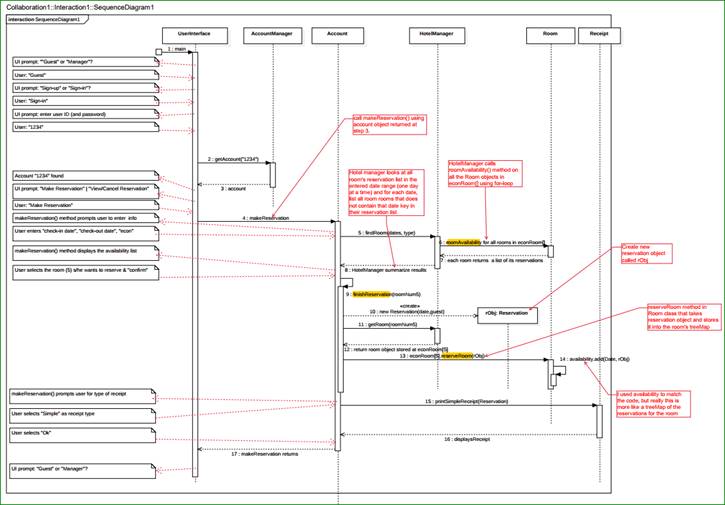 Collaboration1::Interaction1::SequenceDiagram1
interaction SequenceDiagram1
UserInterface
AccountManager
Account
HotelManager
Room
Receipt
1 : main
UI prompt: "Guest" or "Manager"?
User: "Guest"
UI prompt: "Sign-up" or "Sign-in"?
User: "Sign-in"
UI prompt: enter user ID (and password)
User: "1234"
call makeReservation() using
account object returned at
step 3.
2 : getAccount("1234")
3 : account
Account "1234" found
UI prompt: "Make Reservation" | "View/Cancel Reservation"
User: "Make Reservation"
makeReservation() method prompts user to enter info
User enters "check-in date", "check-out date", "econ"
makeReservation() method displays the availability list
User selects the room (5) s/he wants to reserve & "confirm"
Hotel manager looks at all
room's reservation list in the
entered date range (one day
at a time) and for each date,
list all room rooms that does
not contain that date key in
their reservation list
HotelManager calls
roomAvailability() method on
all the Room objects in
econRoom[] using for-loop
4 : makeReservation
5 : findRoom(dates, type)
6 : roomAvailability for all rooms in econRoom[]
7 : each room returns a list of its reservations
8 : HotelManager summarize results
Create new
reservation object
called rObj
9 : finishReservation(roomNum5)
«create»
10 : new Reservation(date,guest)
rObj: Reservation
11 : getRoom(roomNum5)
12 : return room object stored at econRoom[5]
13 : econRoom[5].reserveRoom(rObj)
reserveRoom method in
Room class that takes
reservation object and stores
it into the room's treeMap
14 : availability.add(Date, rObj)
I used availability to match
the code, but really this is
more like a treeMap of the
reservations for the room
makeReservation() prompts user for type of receipt
User selects "Simple" as receipt type
User selects "Ok"
15 : printSimpleReceipt(Reservation)
16 : displaysReceipt
17 : makeReservation returns
UI prompt: "Guest" or "Manager"?